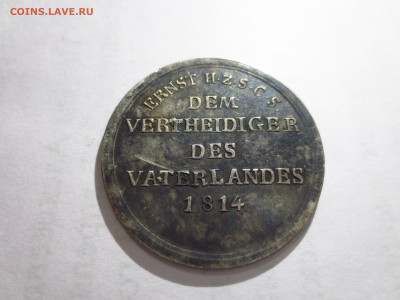 COINS.LAVE.RU
ERNST H.Z.S.C.S.
DEM
VERTHEIDIGER
DES
VATERLANDES
1814